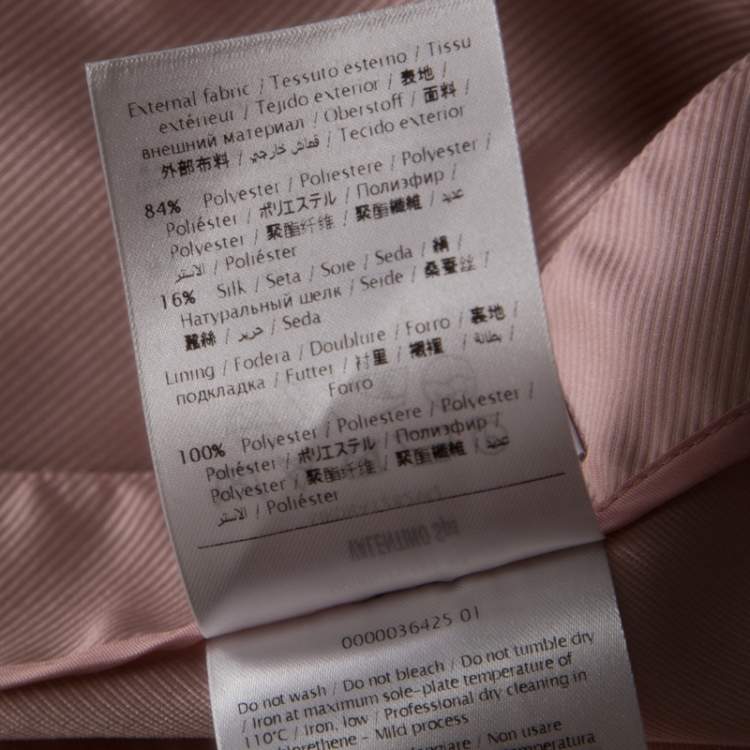 External fabric / Tessuto esterno / Tissu
extérieur / Tejido exterior / 表地 /
внешний материал / Oberstoff / 面料 /
外部布料 / قماش خارجي / Tecido exterior
84% Polyester / Poliestere / Polyester /
Poliéster / ポリエステル / Полиэфир /
Polyester / 聚酯纤维 / 聚酯纖維 /
/ Poliéster
16% Silk / Seta / Soie / Seda / 絹 /
Натуральный шелк / Seide / 桑蚕丝 /
蠶絲 / حرير / Seda
Lining / Fodera / Doublure / Forro / 裏地 /
подкладка / Futter / 衬里 / 襯裡 / بطانة /
Forro
100% Polyester / Poliestere / Polyester /
Poliéster / ポリエステル / Полиэфир /
Polyester / 聚酯纤维 / 聚酯纖維 /
/ Poliéster
VALENTINO SpA
0000036425 01
Do not wash / Do not bleach / Do not tumble dry
/ Iron at maximum sole-plate temperature of
110°C / Iron, low / Professional dry cleaning in
– Mild process
/ Non usare
temperatura